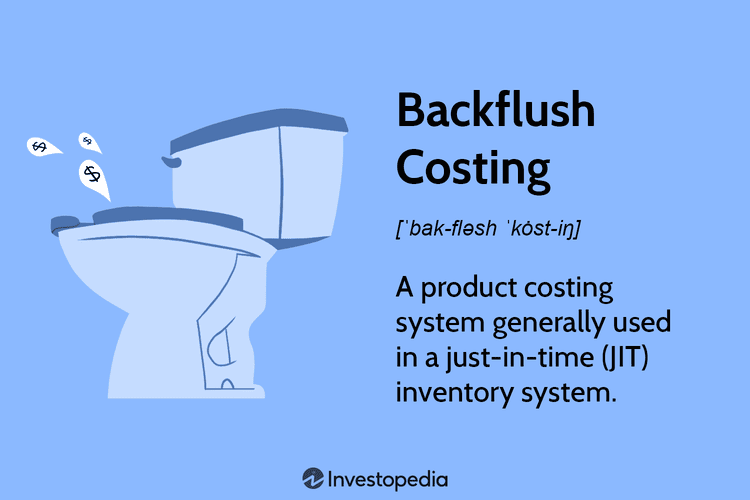 $ $
$
Backflush
Costing
[ˈbak-fləsh ˈkȯst-iŋ]
A product costing
system generally used
in a just-in-time (JIT)
inventory system.
Investopedia